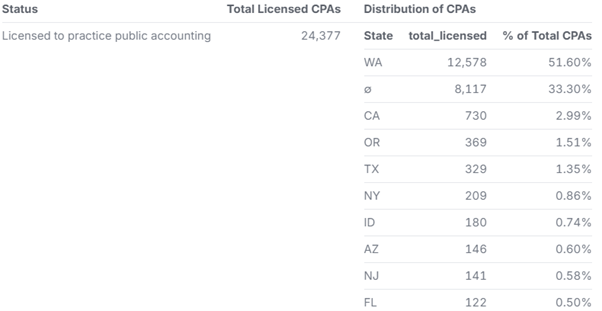 Status Total Licensed CPAs Distribution of CPAs
Licensed to practice public accounting 24,377 State total_licensed % of Total CPAs
WA 12,578 51.60%
ø 8,117 33.30%
CA 730 2.99%
OR 369 1.51%
TX 329 1.35%
NY 209 0.86%
ID 180 0.74%
AZ 146 0.60%
NJ 141 0.58%
FL 122 0.50%